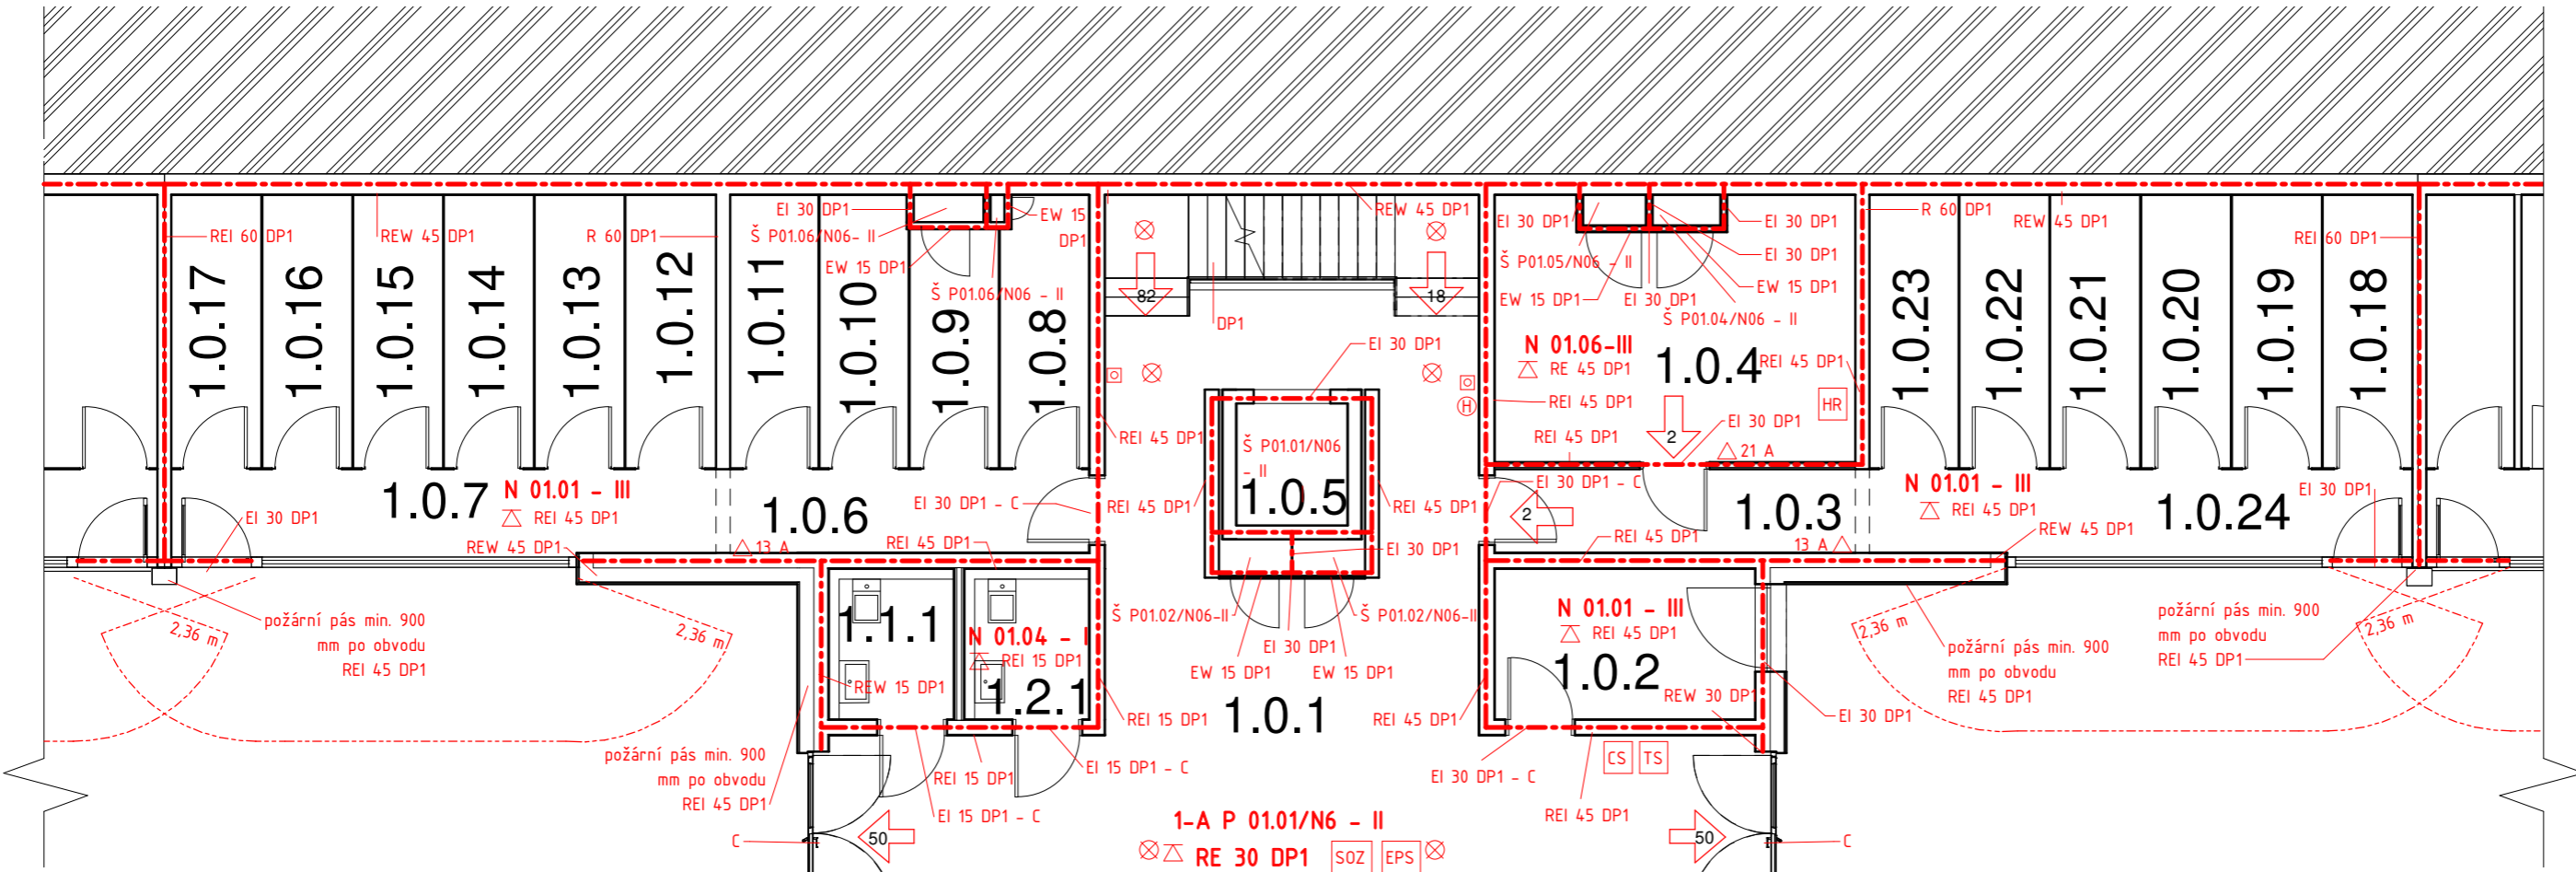 REI 60 DP1
REW 45 DP1
R 60 DP1
EI 30 DP1
Š P01.06/N06- II
EW 15 DP1
EW 15
DP1
Š P01.06/N06 - II
1.0.17
1.0.16
1.0.15
1.0.14
1.0.13
1.0.12
1.0.11
1.0.10
1.0.9
1.0.8
82
18
DP1
REW 45 DP1
EI 30 DP1
EI 30 DP1
Š P01.05/N06 - II
EW 15 DP1
EI 30 DP1
Š P01.04/N06 - II
EI 30 DP1
EI 30 DP1
EW 15 DP1
R 60 DP1
REW 45 DP1
REI 60 DP1
N 01.06-III
RE 45 DP1
1.0.4
REI 45 DP1
HR
REI 45 DP1
REI 45 DP1
2
EI 30 DP1
21 A
1.0.23
1.0.22
1.0.21
1.0.20
1.0.19
1.0.18
H
REI 45 DP1
Š P01.01/N06
- II
1.0.5
REI 45 DP1
REI 45 DP1
1.0.7
N 01.01 - III
REI 45 DP1
EI 30 DP1
1.0.6
EI 30 DP1 - C
REW 45 DP1
13 A
REI 45 DP1
EI 30 DP1 - C
2
1.0.3
N 01.01 - III
REI 45 DP1
1.0.24
EI 30 DP1
REW 45 DP1
REI 45 DP1
13 A
EI 30 DP1
požární pás min. 900
mm po obvodu
REI 45 DP1
2,36 m
2,36 m
1.1.1
N 01.04 - I
REI 15 DP1
1.2.1
REW 15 DP1
Š P01.02/N06-II
Š P01.02/N06-II
EI 30 DP1
EW 15 DP1
EW 15 DP1
REI 15 DP1
1.0.1
REI 45 DP1
N 01.01 - III
REI 45 DP1
1.0.2
REW 30 DP1
EI 30 DP1
2,36 m
požární pás min. 900
mm po obvodu
REI 45 DP1
požární pás min. 900
mm po obvodu
REI 45 DP1
2,36 m
požární pás min. 900
mm po obvodu
REI 45 DP1
REI 15 DP1
EI 15 DP1 - C
EI 15 DP1 - C
EI 30 DP1 - C
CS
TS
REI 45 DP1
C
50
1-A P 01.01/N6 - II
RE 30 DP1
SOZ
EPS
50
C